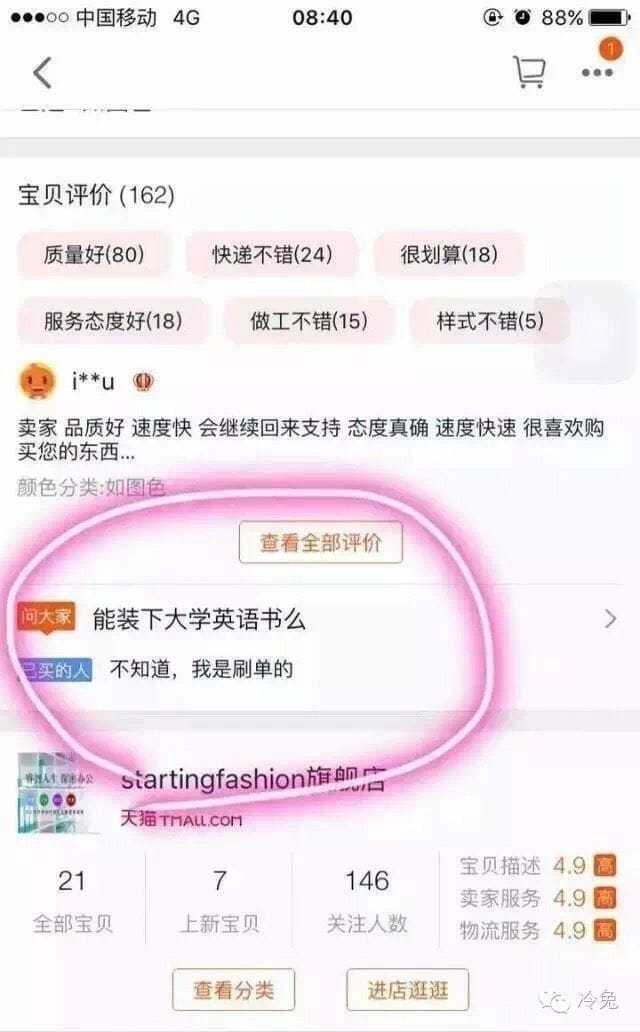 中国移动 4G 08:40 88%
1
宝贝评价 (162)
质量好(80) 快递不错(24) 很划算(18)
服务态度好(18) 做工不错(15) 样式不错(5)
i**u
卖家 品质好 速度快 会继续回来支持 态度真确 速度快速 很喜欢购
买您的东西...
颜色分类:如图色
查看全部评价
问大家 能装下大学英语书么
已买的人 不知道，我是刷单的
startingfashion旗舰店
天猫TMALL.COM
21 7 146
全部宝贝 上新宝贝 关注人数
宝贝描述 4.9 高
卖家服务 4.9 高
物流服务 4.9 高
查看分类 进店逛逛
冷兔